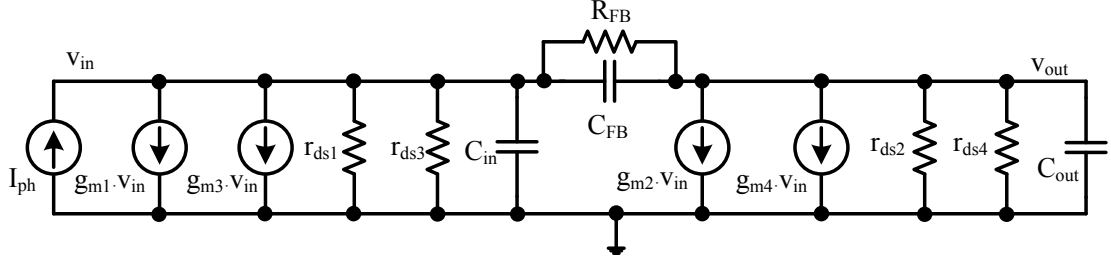 R_FB
v_in
v_out
C_FB
r_ds1
r_ds3
C_in
r_ds2
r_ds4
I_ph
g_m1·v_in
g_m3·v_in
g_m2·v_in
g_m4·v_in
C_out